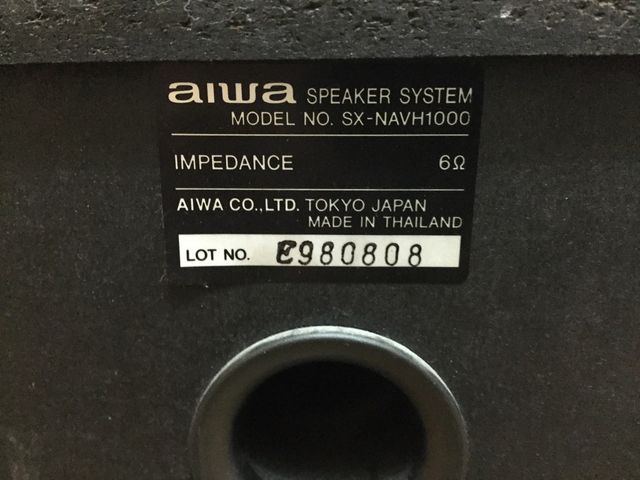 aiwa SPEAKER SYSTEM
MODEL NO. SX-NAVH1000
IMPEDANCE 6Ω
AIWA CO.,LTD. TOKYO JAPAN
MADE IN THAILAND
LOT NO. E980808